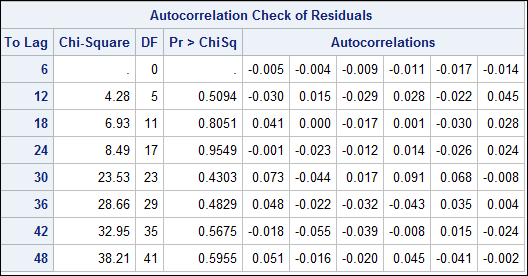 Autocorrelation Check of Residuals
To Lag Chi-Square DF Pr > ChiSq Autocorrelations
6 . 0 . -0.005 -0.004 -0.009 -0.011 -0.017 -0.014
12 4.28 5 0.5094 -0.030 0.015 -0.029 0.028 -0.022 0.045
18 6.93 11 0.8051 0.041 0.000 -0.017 0.001 -0.030 0.028
24 8.49 17 0.9549 -0.001 -0.023 -0.012 0.014 -0.026 0.024
30 23.53 23 0.4303 0.073 -0.044 0.017 0.091 0.068 -0.008
36 28.66 29 0.4829 0.048 -0.022 -0.032 -0.043 0.035 0.004
42 32.95 35 0.5675 -0.018 -0.055 -0.039 -0.008 0.015 -0.024
48 38.21 41 0.5955 0.051 -0.016 -0.020 0.045 -0.041 -0.002